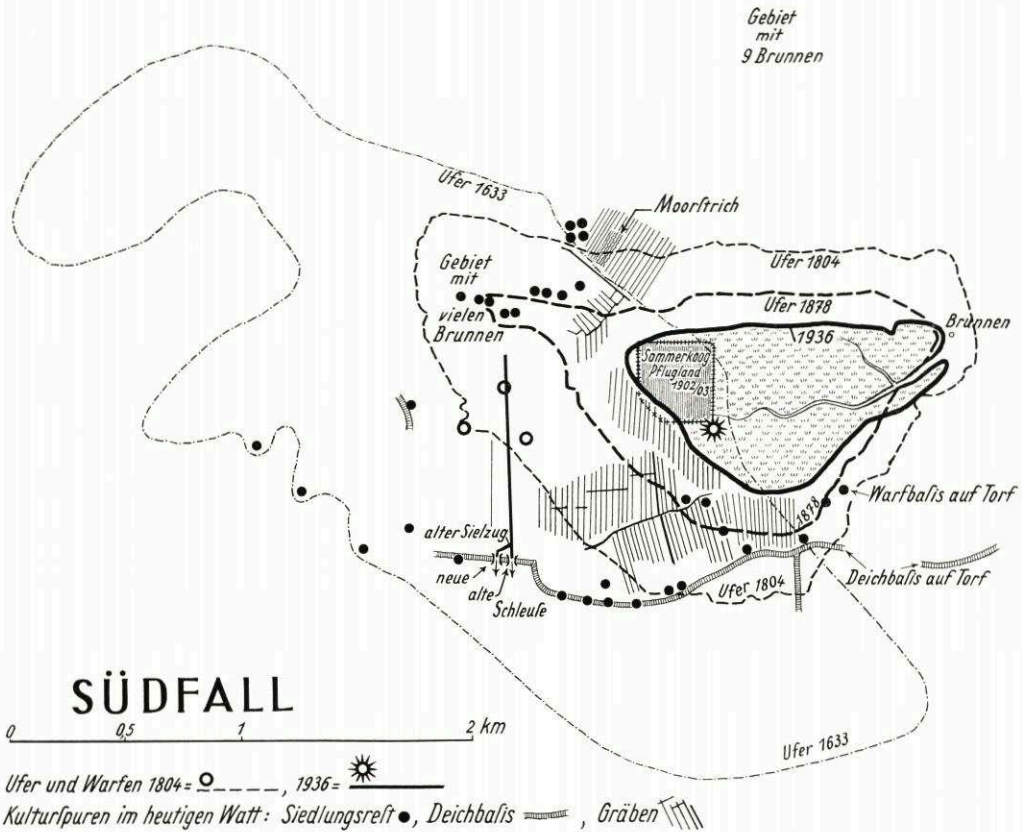 Gebiet
mit
9 Brunnen
Ufer 1633
Moorſtrich
Ufer 1804
Gebiet
mit
vielen
Brunnen
Ufer 1878
Brunnen
1936
Sommerkoog
Pflugland
1902
03
Warfbaſis auf Torf
1878
alter Sielzug
neue
alte
Schleuſe
Deichbaſis auf Torf
Ufer 1804
Ufer 1633
SÜDFALL
0 0,5 1 2 km
Ufer und Warfen 1804= , 1936=
Kulturſpuren im heutigen Watt: Siedlungsreſt , Deichbaſis , Gräben